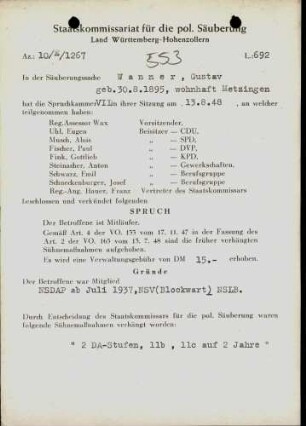 Staatskommissariat für die pol. Säuberung
Land Württemberg-Hohenzollern
Az.: 10/N/1267 553 L.:692
In der Säuberungssache W a n n e r , Gustav
geb.30.8.1895, wohnhaft Metzingen
hat die Spruchkammer VII in ihrer Sitzung am 13.8.48 , an welcher
teilgenommen haben:
Reg.Assessor Wax Vorsitzender,
Uhl, Eugen Beisitzer — CDU,
Musch, Alois „ — SPD,
Fischer, Paul „ — DVP,
Fink, Gottlieb „ — KPD,
Steimacher, Anton „ — Gewerkschaften,
Schwarz, Emil „ — Berufsgruppe
Schnekenburger, Josef „ — Berufsgruppe
Reg.-Ang. Hauer, Franz Vertreter des Staatskommissars
beschlossen und verkündet folgenden
SPRUCH
Der Betroffene ist Mitläufer.
Gemäß Art. 4 der VO. 133 vom 17. 11. 47 in der Fassung des
Art. 2 der VO. 165 vom 13. 7. 48 sind die früher verhängten
Sühnemaßnahmen aufgehoben.
Es wird eine Verwaltungsgebühr von DM 15.- erhoben.
Gründe
Der Betroffene war Mitglied
NSDAP ab Juli 1937,NSV(Blockwart) NSLB.
Durch Entscheidung des Staatskommissars für die pol. Säuberung waren
folgende Sühnemaßnahmen verhängt worden:
" 2 DA-Stufen, 11b , 11c auf 2 Jahre "